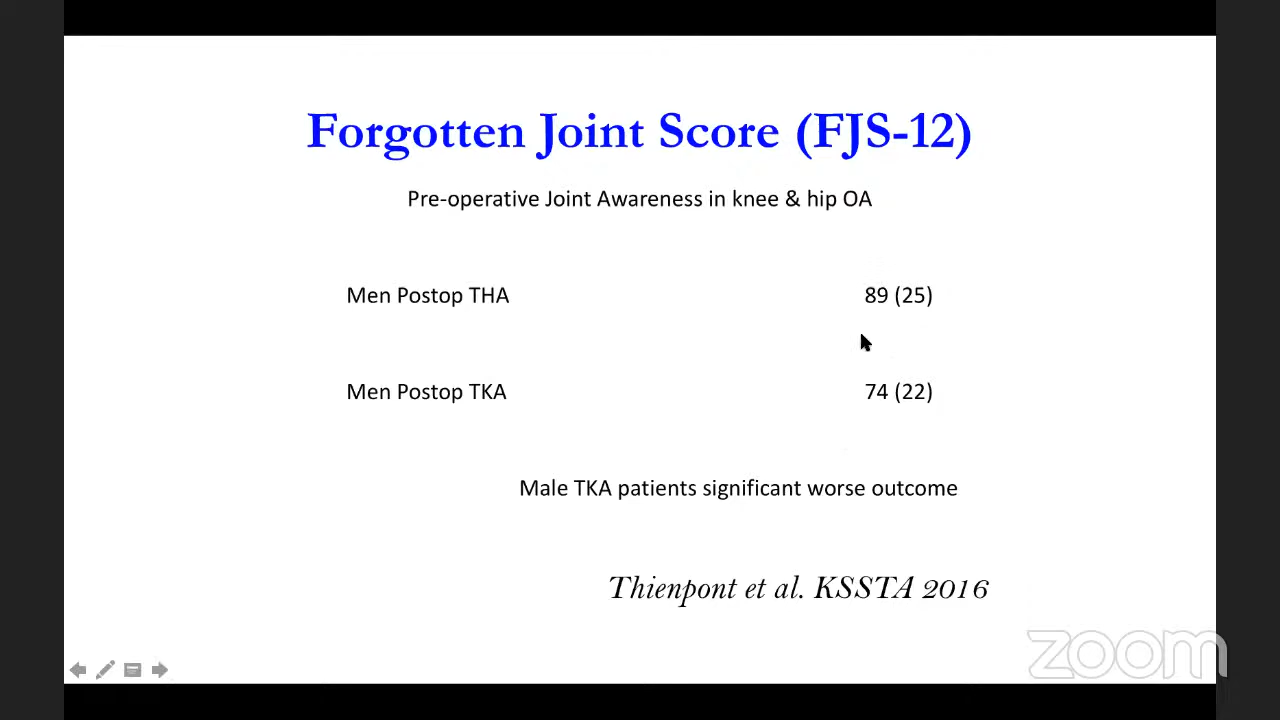 Forgotten Joint Score (FJS-12)
Pre-operative Joint Awareness in knee & hip OA
Men Postop THA 89 (25)
Men Postop TKA 74 (22)
Male TKA patients significant worse outcome
Thienpont et al. KSSTA 2016
zoom